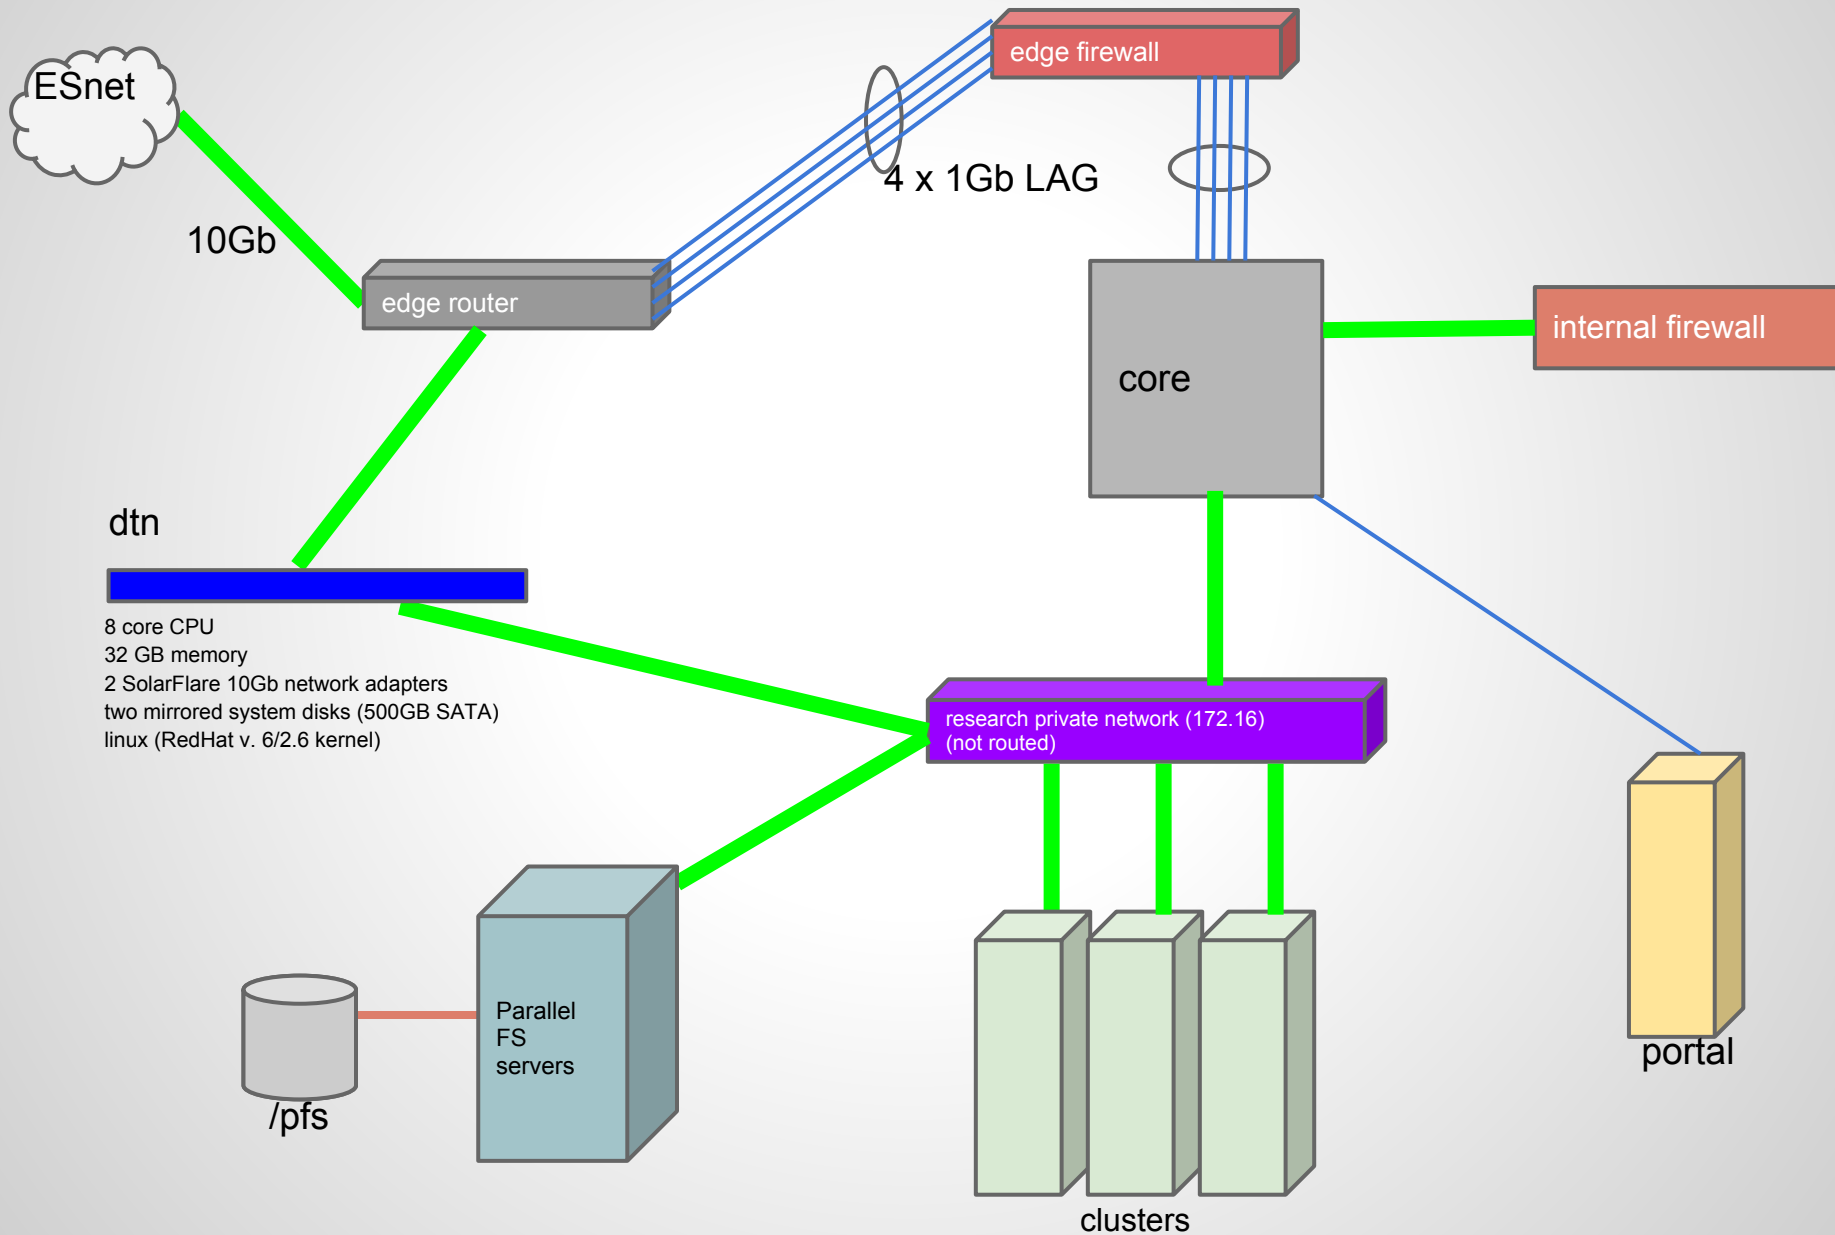 ESnet
edge firewall
4 x 1Gb LAG
10Gb
edge router
internal firewall
core
dtn
8 core CPU
32 GB memory
2 SolarFlare 10Gb network adapters
two mirrored system disks (500GB SATA)
linux (RedHat v. 6/2.6 kernel)
research private network (172.16)
(not routed)
Parallel
FS
servers
/pfs
portal
clusters